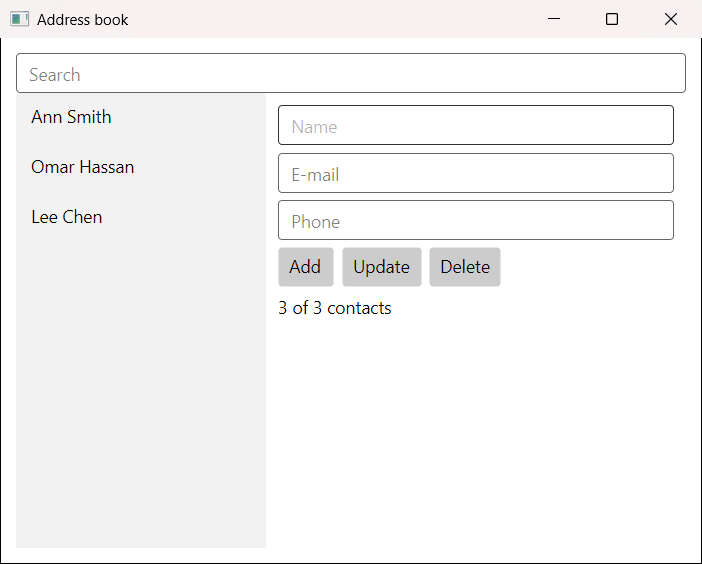 Address book
Search
Ann Smith
Omar Hassan
Lee Chen
Name
E-mail
Phone
Add Update Delete
3 of 3 contacts